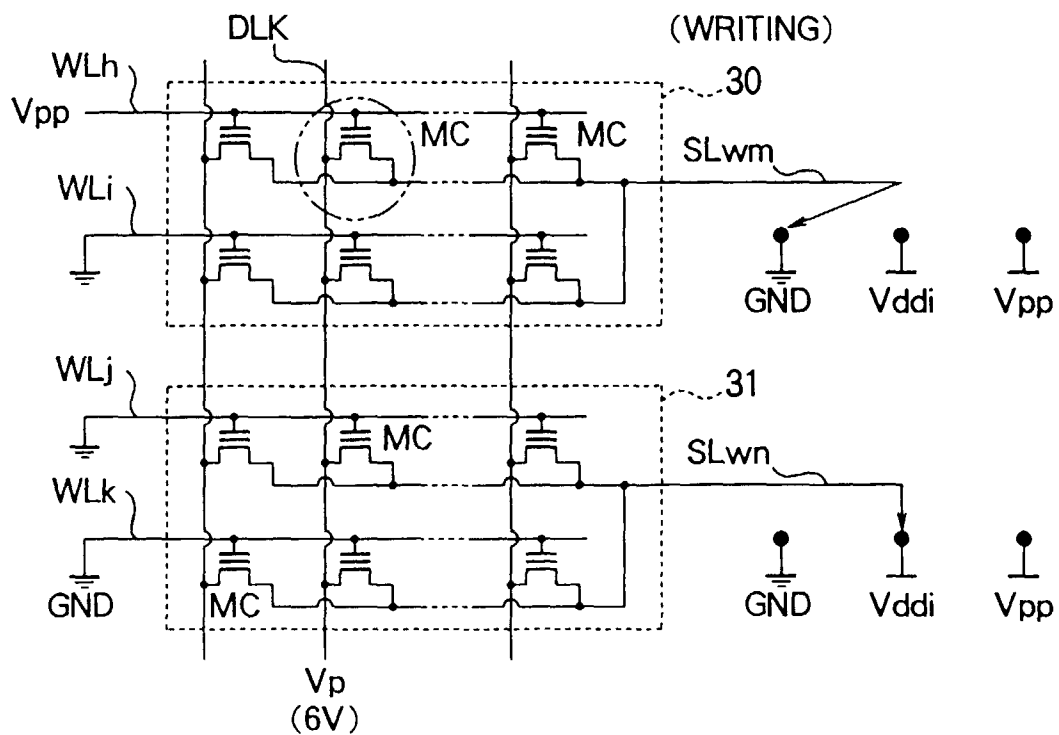 DLK (WRITING)
WLh
30
Vpp MC MC
SLwm
WLi
GND Vddi Vpp
WLj
31
MC
SLwn
WLk
GND MC GND Vddi Vpp
Vp
(6V)